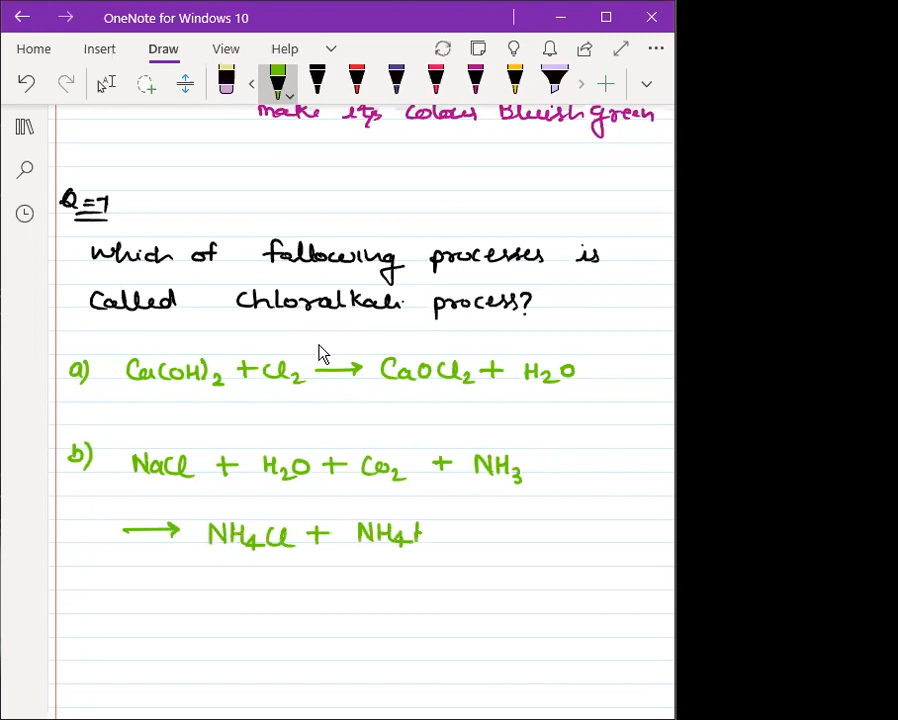 OneNote for Windows 10
Home Insert Draw View Help
make its colour Bluish green
Q=7
Which of following processes is
called Chloralkali process?
a) Ca(OH)2 + Cl2 → CaOCl2 + H2O
b) NaCl + H2O + CO2 + NH3
→ NH4Cl + NH4H